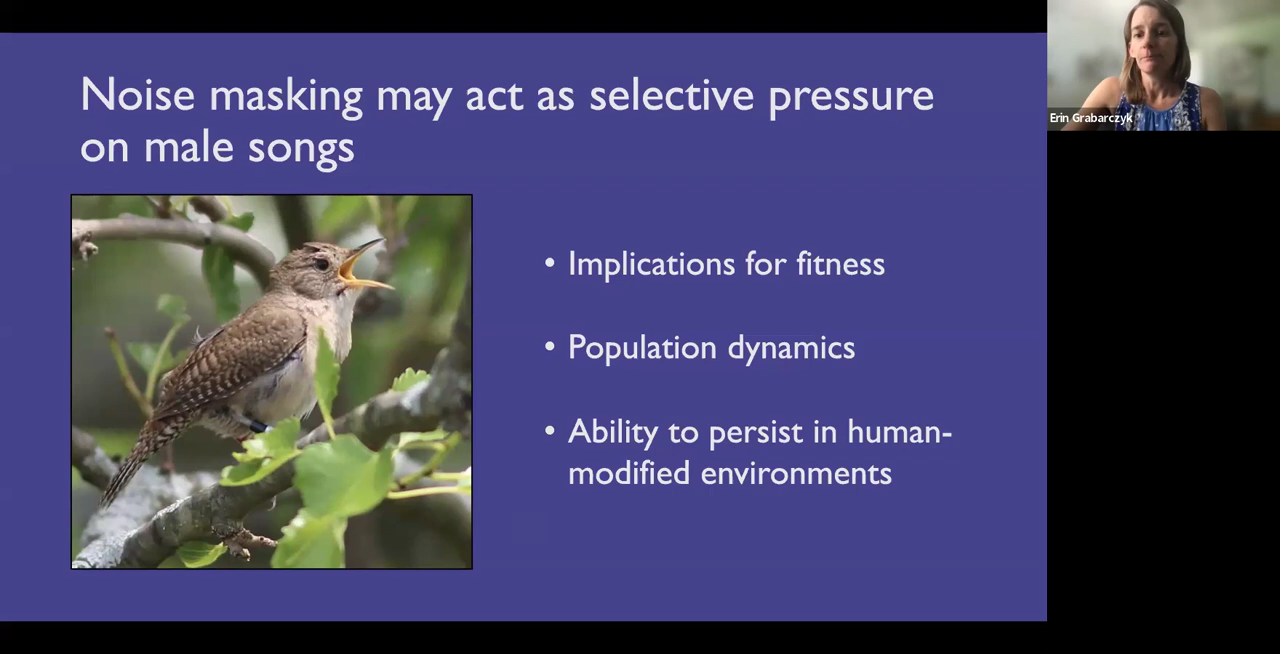 Noise masking may act as selective pressure
on male songs
• Implications for fitness
• Population dynamics
• Ability to persist in human-
modified environments
Erin Grabarczyk